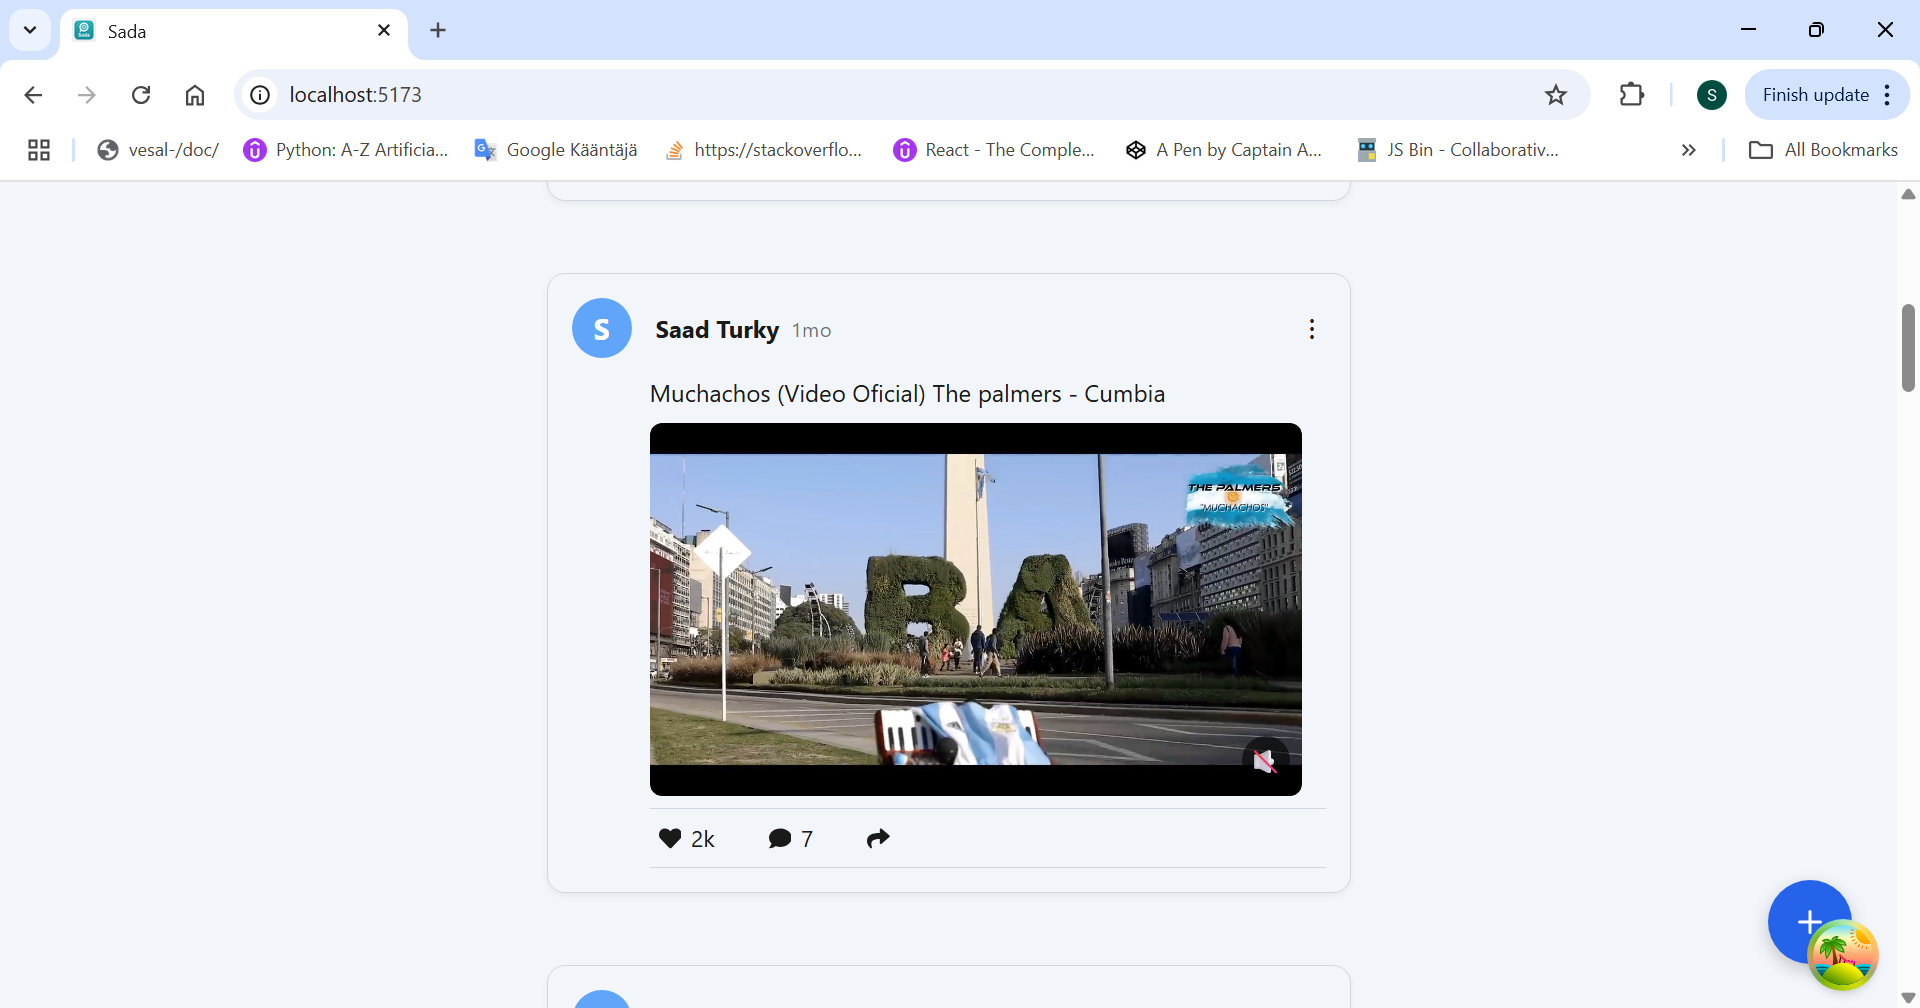 Sada
localhost:5173
S
Finish update
vesal-/doc/
Python: A-Z Artificia...
Google Kääntäjä
https://stackoverflo...
React - The Comple...
A Pen by Captain A...
JS Bin - Collaborativ...
All Bookmarks
S
Saad Turky 1mo
Muchachos (Video Oficial) The palmers - Cumbia
THE PALMERS
"MUCHACHOS"
BA
2k
7